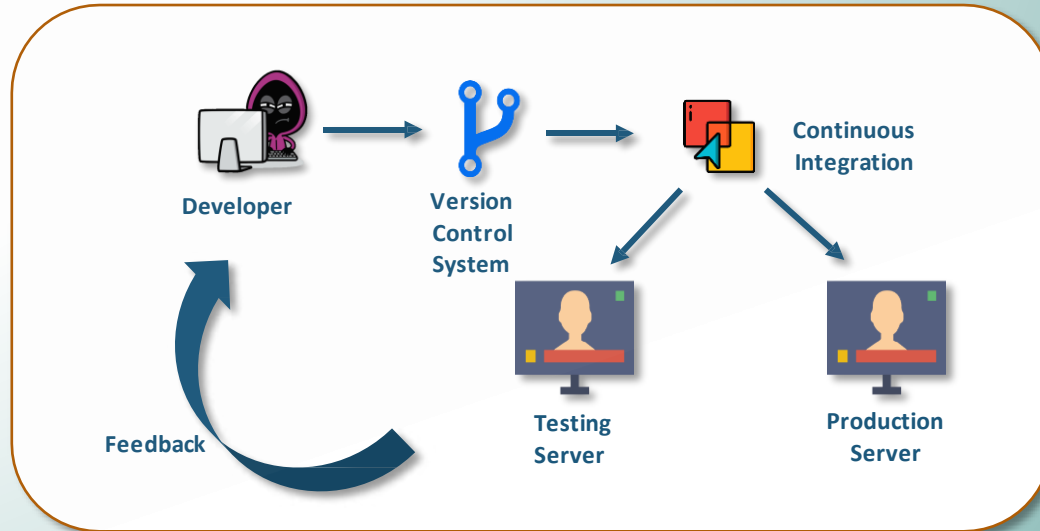 Developer
Version
Control
System
Continuous
Integration
Testing
Server
Production
Server
Feedback